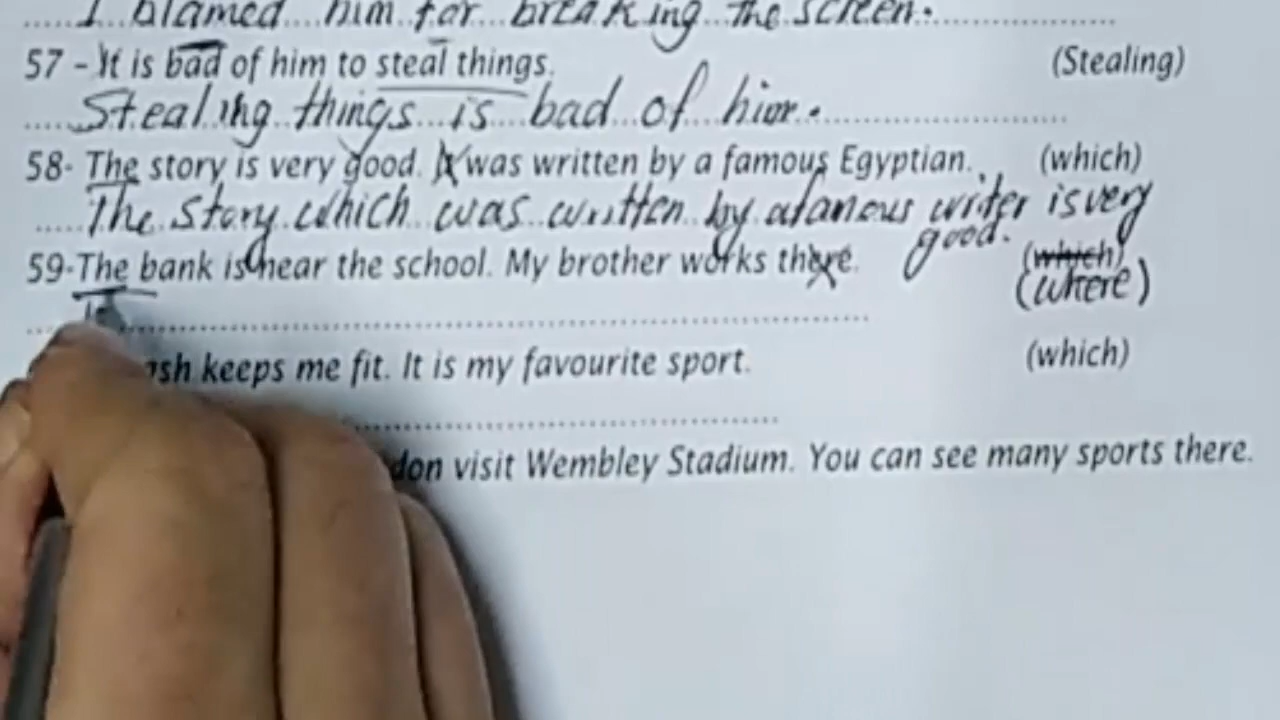 I blamed him for breaking the screen.
57 - It is bad of him to steal things. (Stealing)
Stealing things is bad of him.
58- The story is very good. It was written by a famous Egyptian. (which)
The story which was written by a famous writer is very
good.
59-The bank is near the school. My brother works there. (which)
(where)
ash keeps me fit. It is my favourite sport. (which)
don visit Wembley Stadium. You can see many sports there.